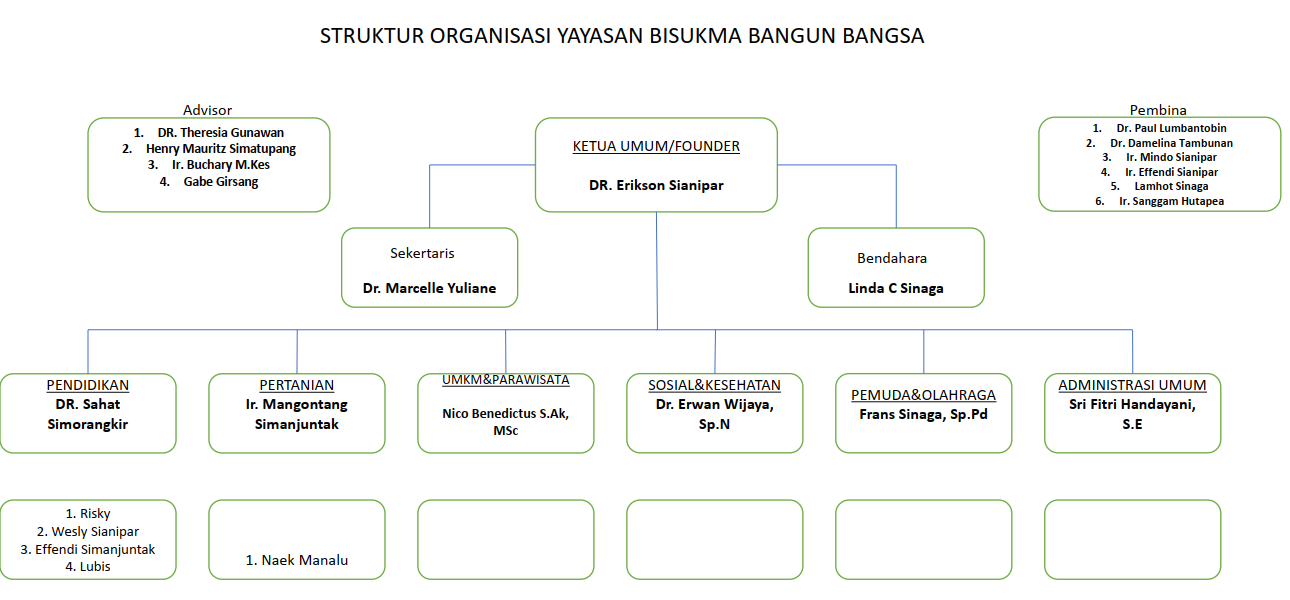 STRUKTUR ORGANISASI YAYASAN BISUKMA BANGUN BANGSA
Advisor
1. DR. Theresia Gunawan
2. Henry Mauritz Simatupang
3. Ir. Buchary M.Kes
4. Gabe Girsang
KETUA UMUM/FOUNDER
DR. Erikson Sianipar
Pembina
1. Dr. Paul Lumbantobin
2. Dr. Damelina Tambunan
3. Ir. Mindo Sianipar
4. Ir. Effendi Sianipar
5. Lamhot Sinaga
6. Ir. Sanggam Hutapea
Sekertaris
Dr. Marcelle Yuliane
Bendahara
Linda C Sinaga
PENDIDIKAN
DR. Sahat
Simorangkir
PERTANIAN
Ir. Mangontang
Simanjuntak
UMKM&PARAWISATA
Nico Benedictus S.Ak,
MSc
SOSIAL&KESEHATAN
Dr. Erwan Wijaya,
Sp.N
PEMUDA&OLAHRAGA
Frans Sinaga, Sp.Pd
ADMINISTRASI UMUM
Sri Fitri Handayani,
S.E
1. Risky
2. Wesly Sianipar
3. Effendi Simanjuntak
4. Lubis
1. Naek Manalu